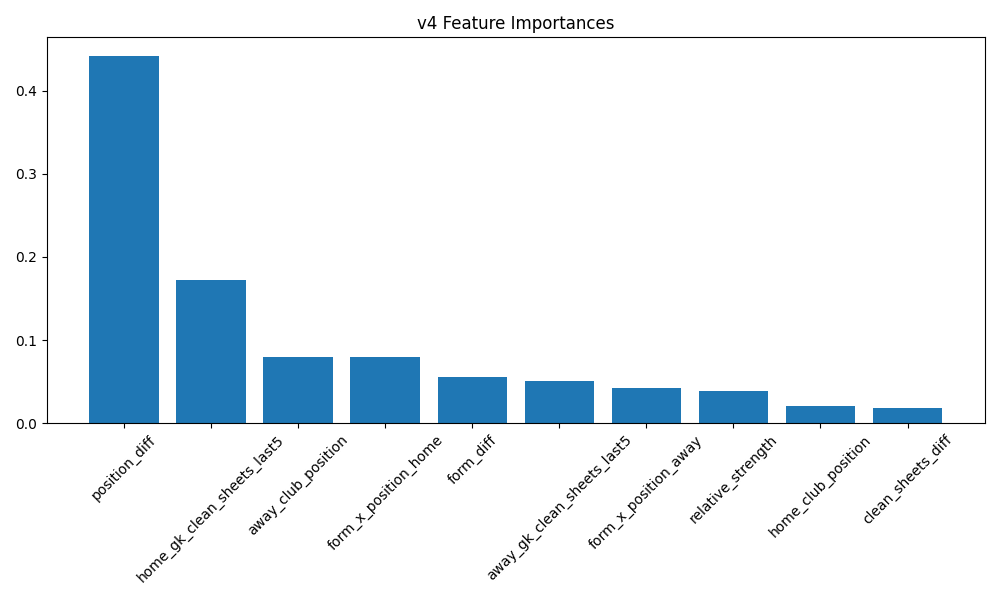 v4 Feature Importances
0.4
0.3
0.2
0.1
0.0
position_diff
home_gk_clean_sheets_last5
away_club_position
form_x_position_home
form_diff
away_gk_clean_sheets_last5
form_x_position_away
relative_strength
home_club_position
clean_sheets_diff